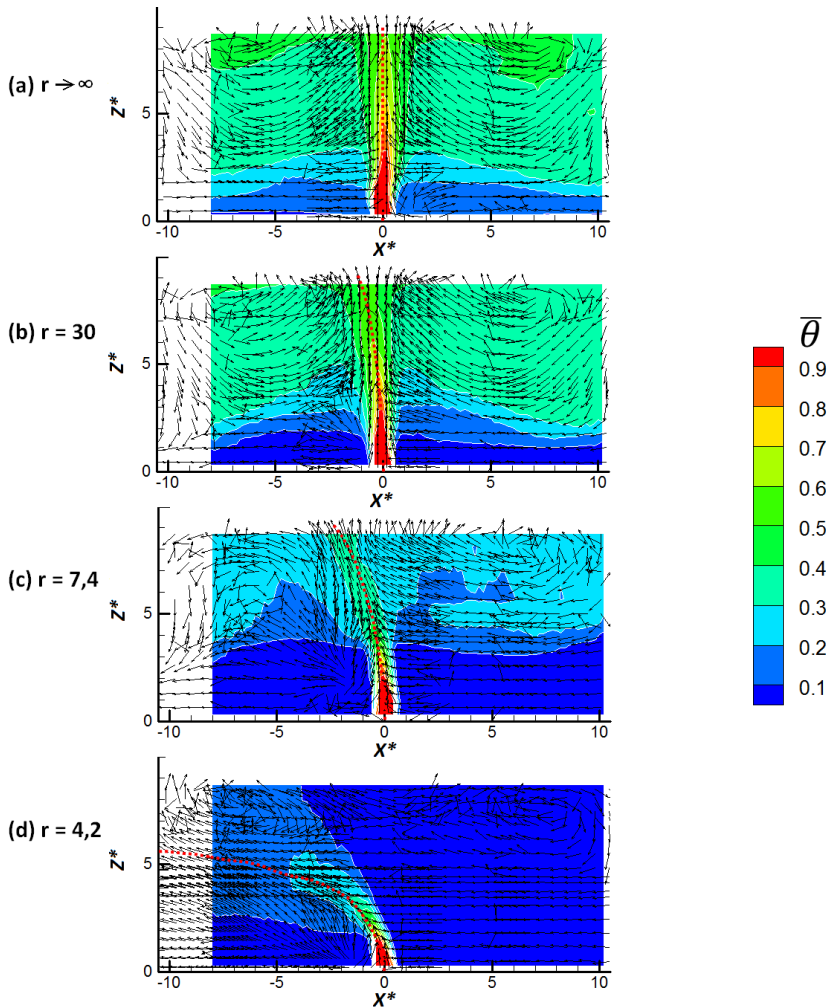 (a) r → ∞
Z*
5
0
-10 -5 0 5 10
X*
(b) r = 30
Z*
5
0
-10 -5 0 5 10
X*
(c) r = 7,4
Z*
5
0
-10 -5 0 5 10
X*
(d) r = 4,2
Z*
5
0
-10 -5 0 5 10
X*
θ̅
0.9
0.8
0.7
0.6
0.5
0.4
0.3
0.2
0.1